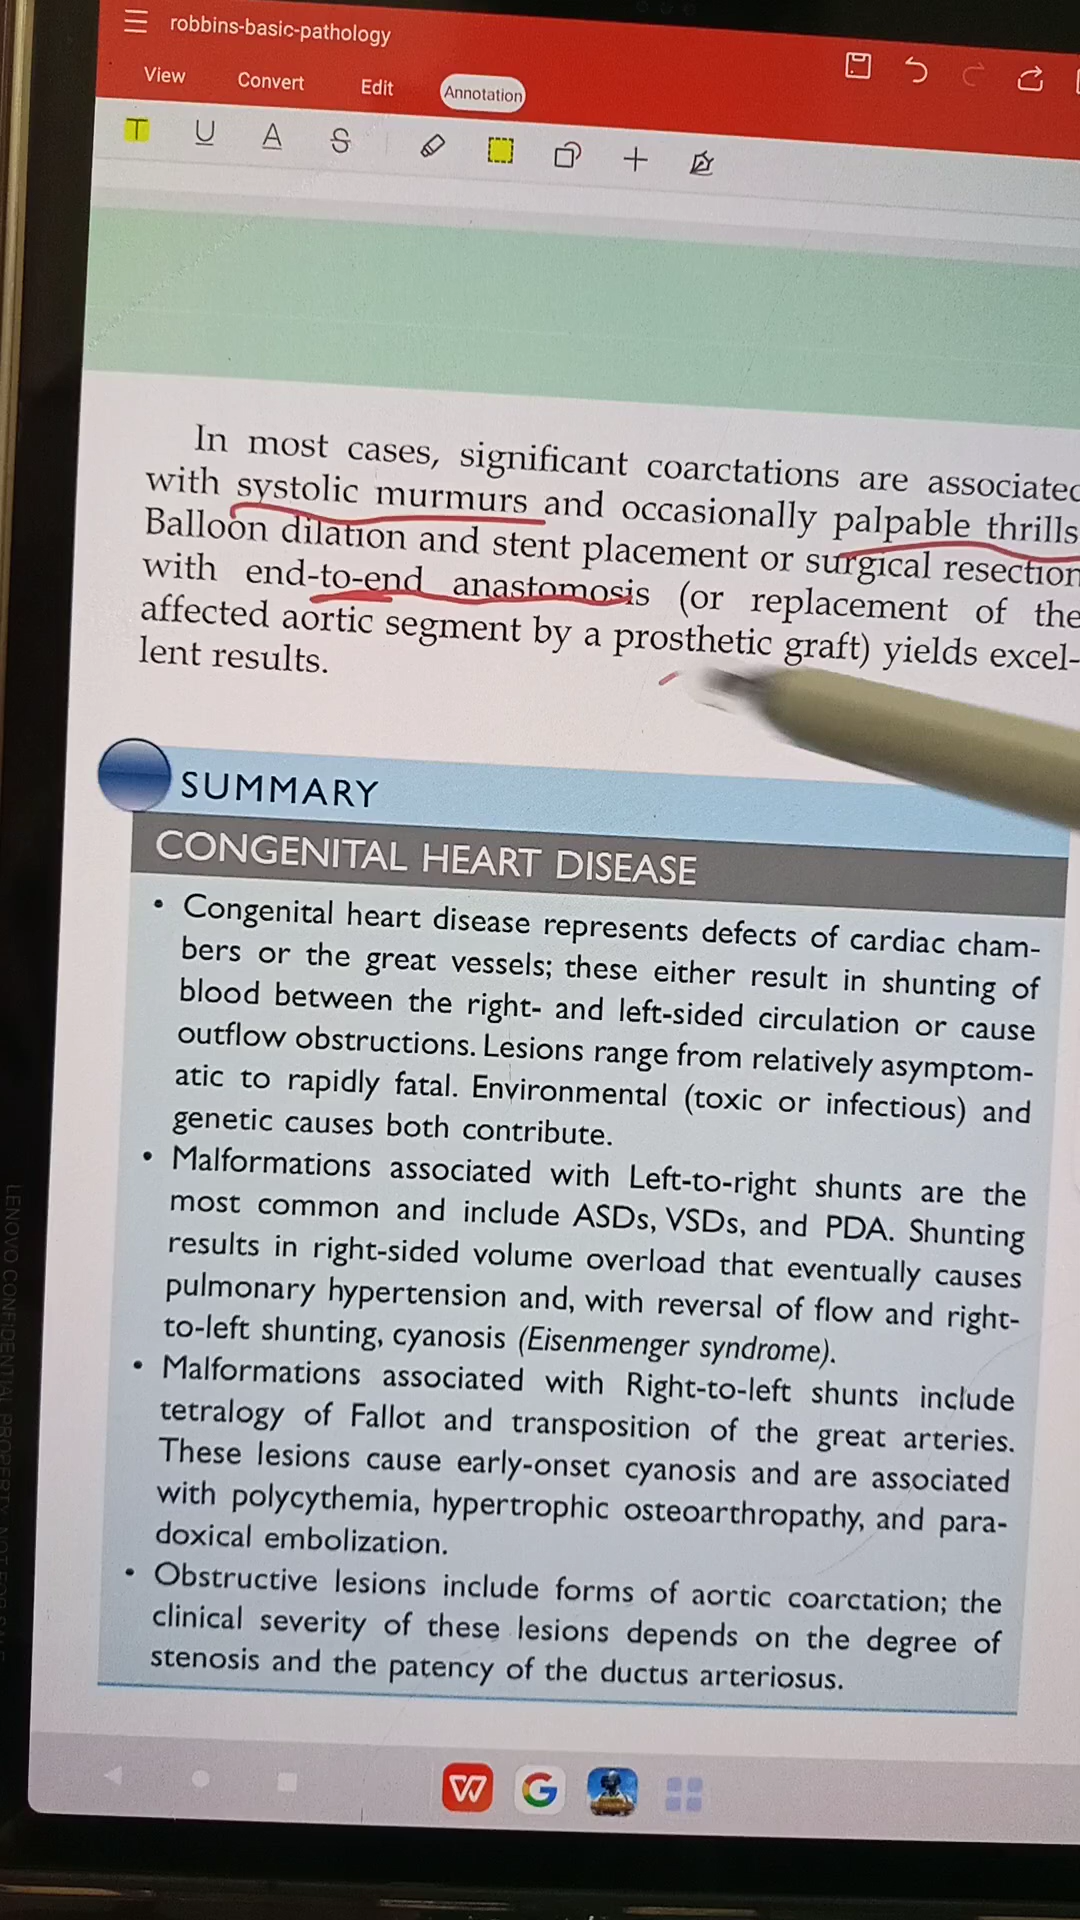 robbins-basic-pathology
View Convert Edit Annotation
T U A S
In most cases, significant coarctations are associated
with systolic murmurs and occasionally palpable thrills.
Balloon dilation and stent placement or surgical resection
with end-to-end anastomosis (or replacement of the
affected aortic segment by a prosthetic graft) yields excel-
lent results.
SUMMARY
CONGENITAL HEART DISEASE
• Congenital heart disease represents defects of cardiac cham-
bers or the great vessels; these either result in shunting of
blood between the right- and left-sided circulation or cause
outflow obstructions. Lesions range from relatively asymptom-
atic to rapidly fatal. Environmental (toxic or infectious) and
genetic causes both contribute.
• Malformations associated with Left-to-right shunts are the
most common and include ASDs, VSDs, and PDA. Shunting
results in right-sided volume overload that eventually causes
pulmonary hypertension and, with reversal of flow and right-
to-left shunting, cyanosis (Eisenmenger syndrome).
• Malformations associated with Right-to-left shunts include
tetralogy of Fallot and transposition of the great arteries.
These lesions cause early-onset cyanosis and are associated
with polycythemia, hypertrophic osteoarthropathy, and para-
doxical embolization.
• Obstructive lesions include forms of aortic coarctation; the
clinical severity of these lesions depends on the degree of
stenosis and the patency of the ductus arteriosus.
LENOVO CONFIDENTIAL PROPERTY NOT FOR SALE